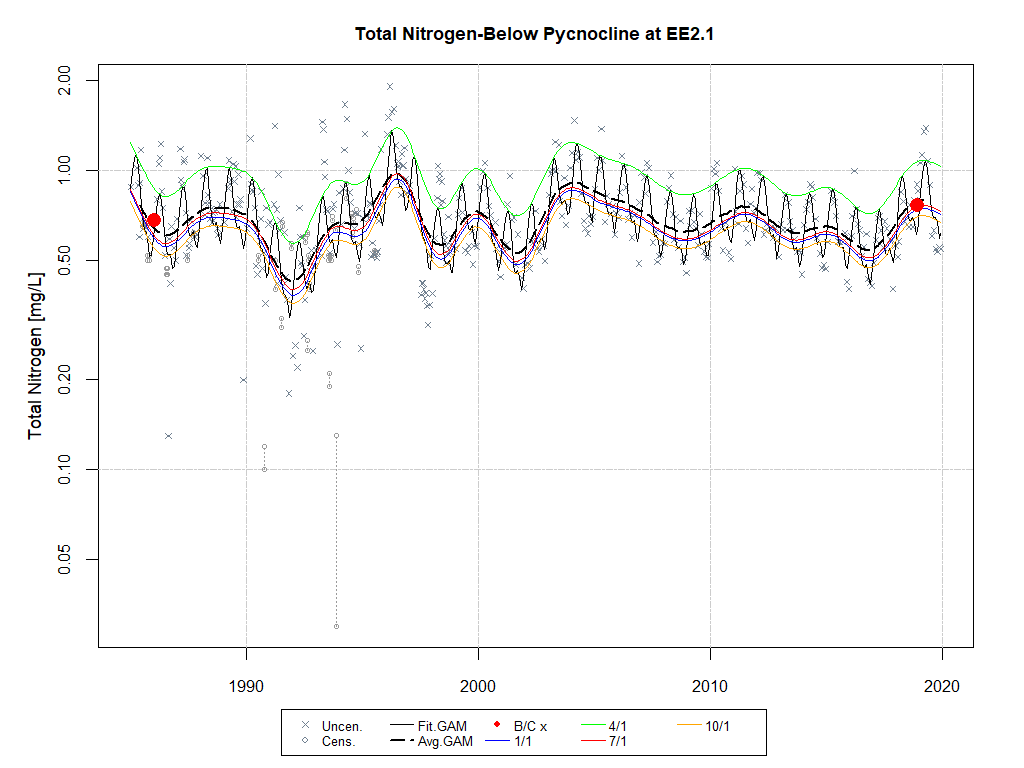 Total Nitrogen-Below Pycnocline at EE2.1
Total Nitrogen [mg/L]
2.00
1.00
0.50
0.20
0.10
0.05
1990 2000 2010 2020
Uncen. Fit.GAM B/C x 4/1 10/1
Cens. Avg.GAM 1/1 7/1